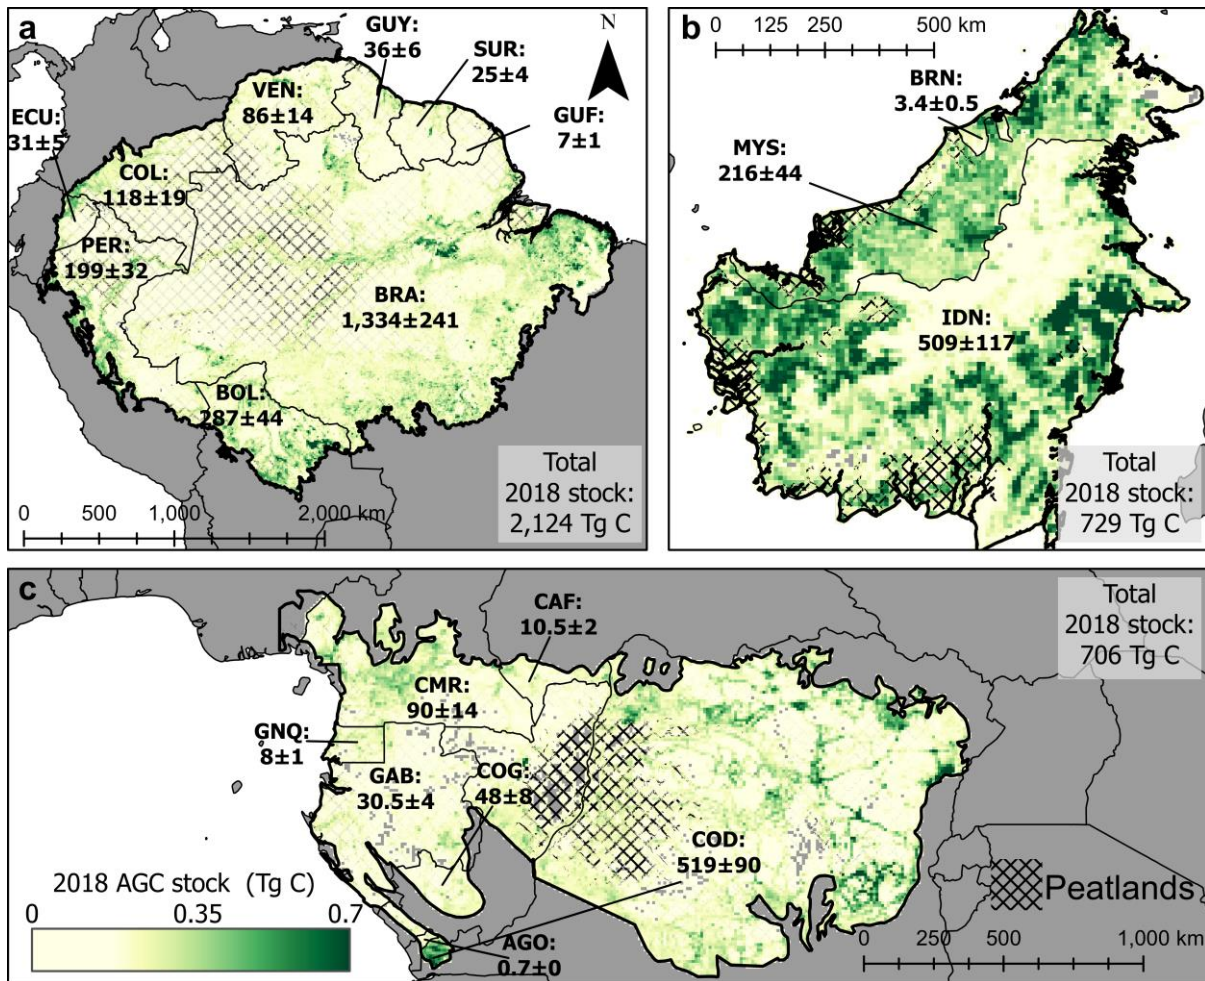 a
GUY:
36±6
SUR:
25±4
N
VEN:
86±14
GUF:
7±1
ECU:
31±5
COL:
118±19
PER:
199±32
BRA:
1,334±241
BOL:
287±44
Total
2018 stock:
2,124 Tg C
0 500 1,000 2,000 km
b
0 125 250 500 km
BRN:
3.4±0.5
MYS:
216±44
IDN:
509±117
Total
2018 stock:
729 Tg C
c
CAF:
10.5±2
Total
2018 stock:
706 Tg C
CMR:
90±14
GNQ:
8±1
GAB:
30.5±4
COG:
48±8
COD:
519±90
2018 AGC stock (Tg C)
0 0.35 0.7
AGO:
0.7±0
Peatlands
0 250 500 1,000 km